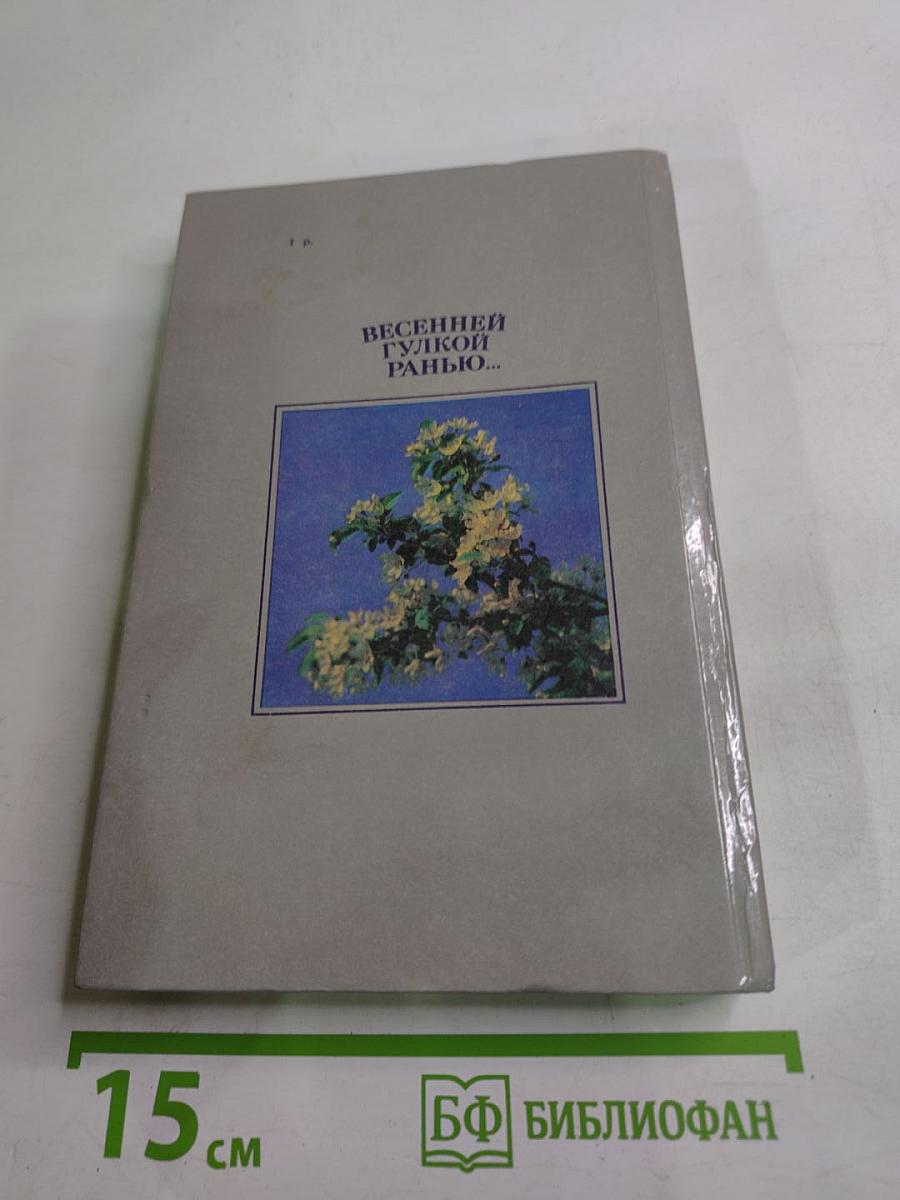 1 р.
ВЕСЕННЕЙ
ГУЛКОЙ
РАНЬЮ...
15 см
БФ БИБЛИОФАН